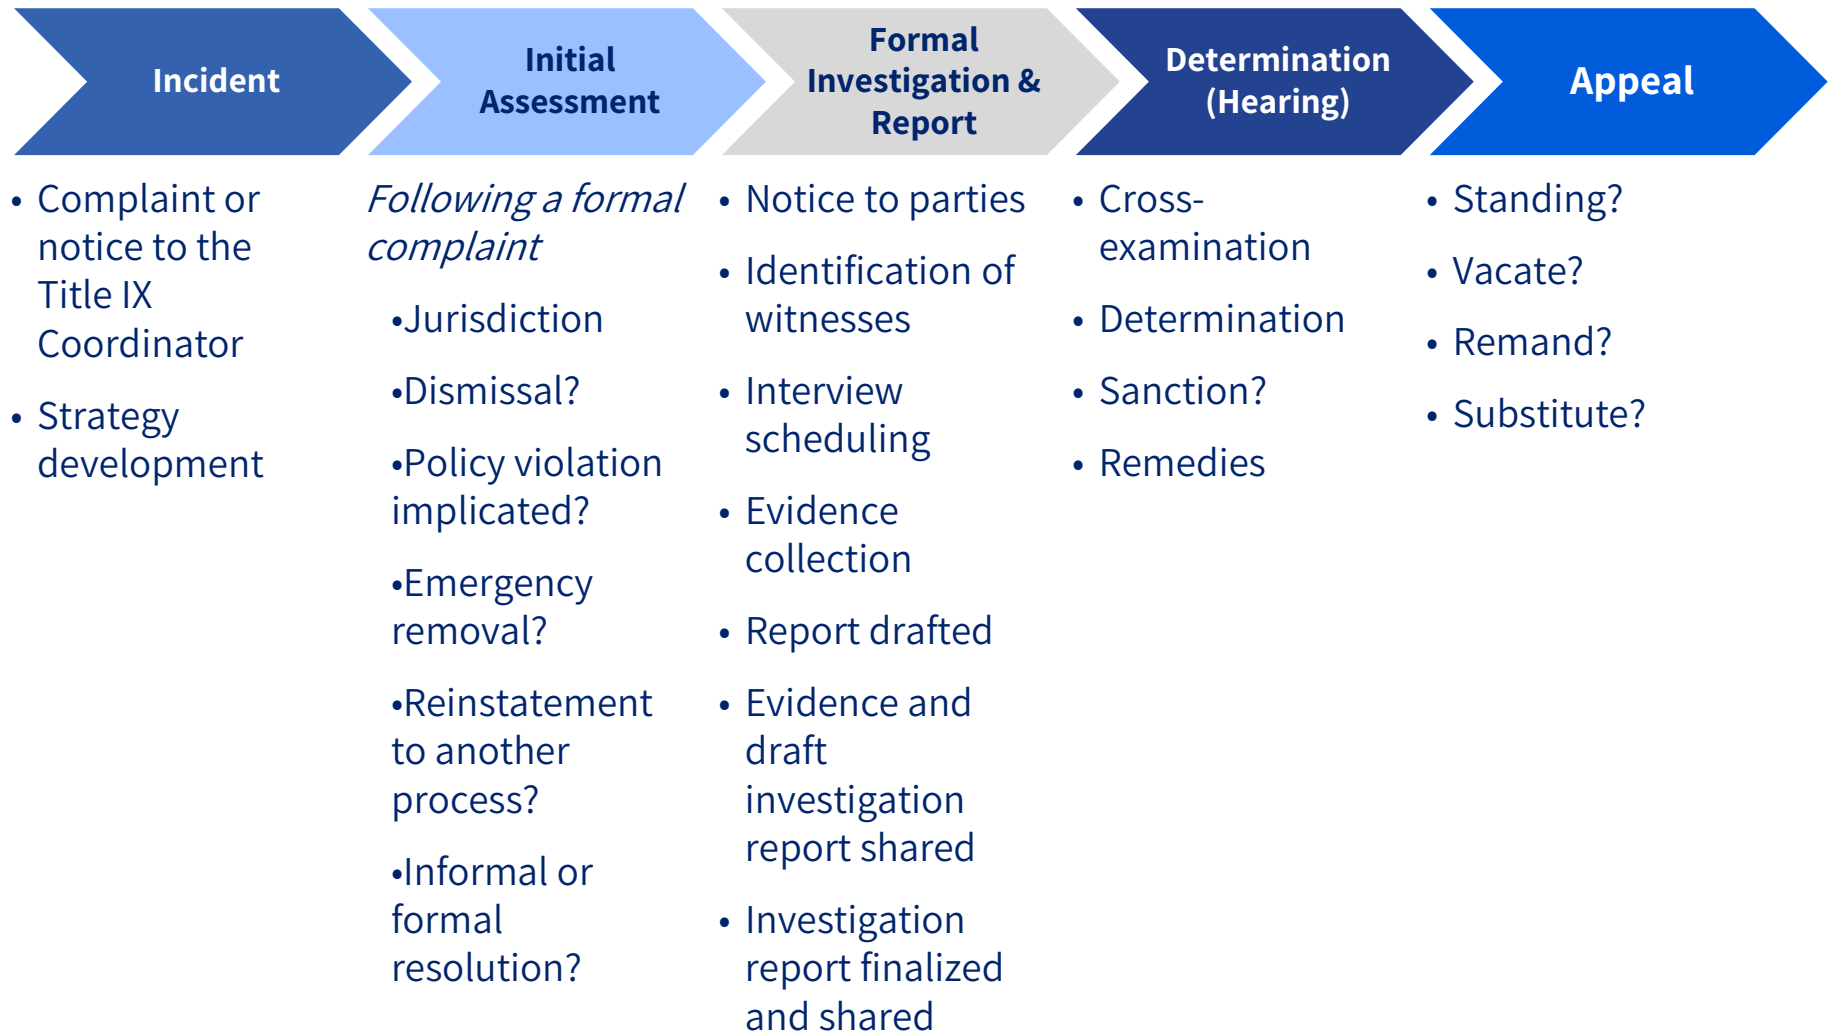 Incident
Initial
Assessment
Formal
Investigation &
Report
Determination
(Hearing)
Appeal
• Complaint or
notice to the
Title IX
Coordinator
• Strategy
development
Following a formal
complaint
•Jurisdiction
•Dismissal?
•Policy violation
implicated?
•Emergency
removal?
•Reinstatement
to another
process?
•Informal or
formal
resolution?
• Notice to parties
• Identification of
witnesses
• Interview
scheduling
• Evidence
collection
• Report drafted
• Evidence and
draft
investigation
report shared
• Investigation
report finalized
and shared
• Cross-
examination
• Determination
• Sanction?
• Remedies
• Standing?
• Vacate?
• Remand?
• Substitute?